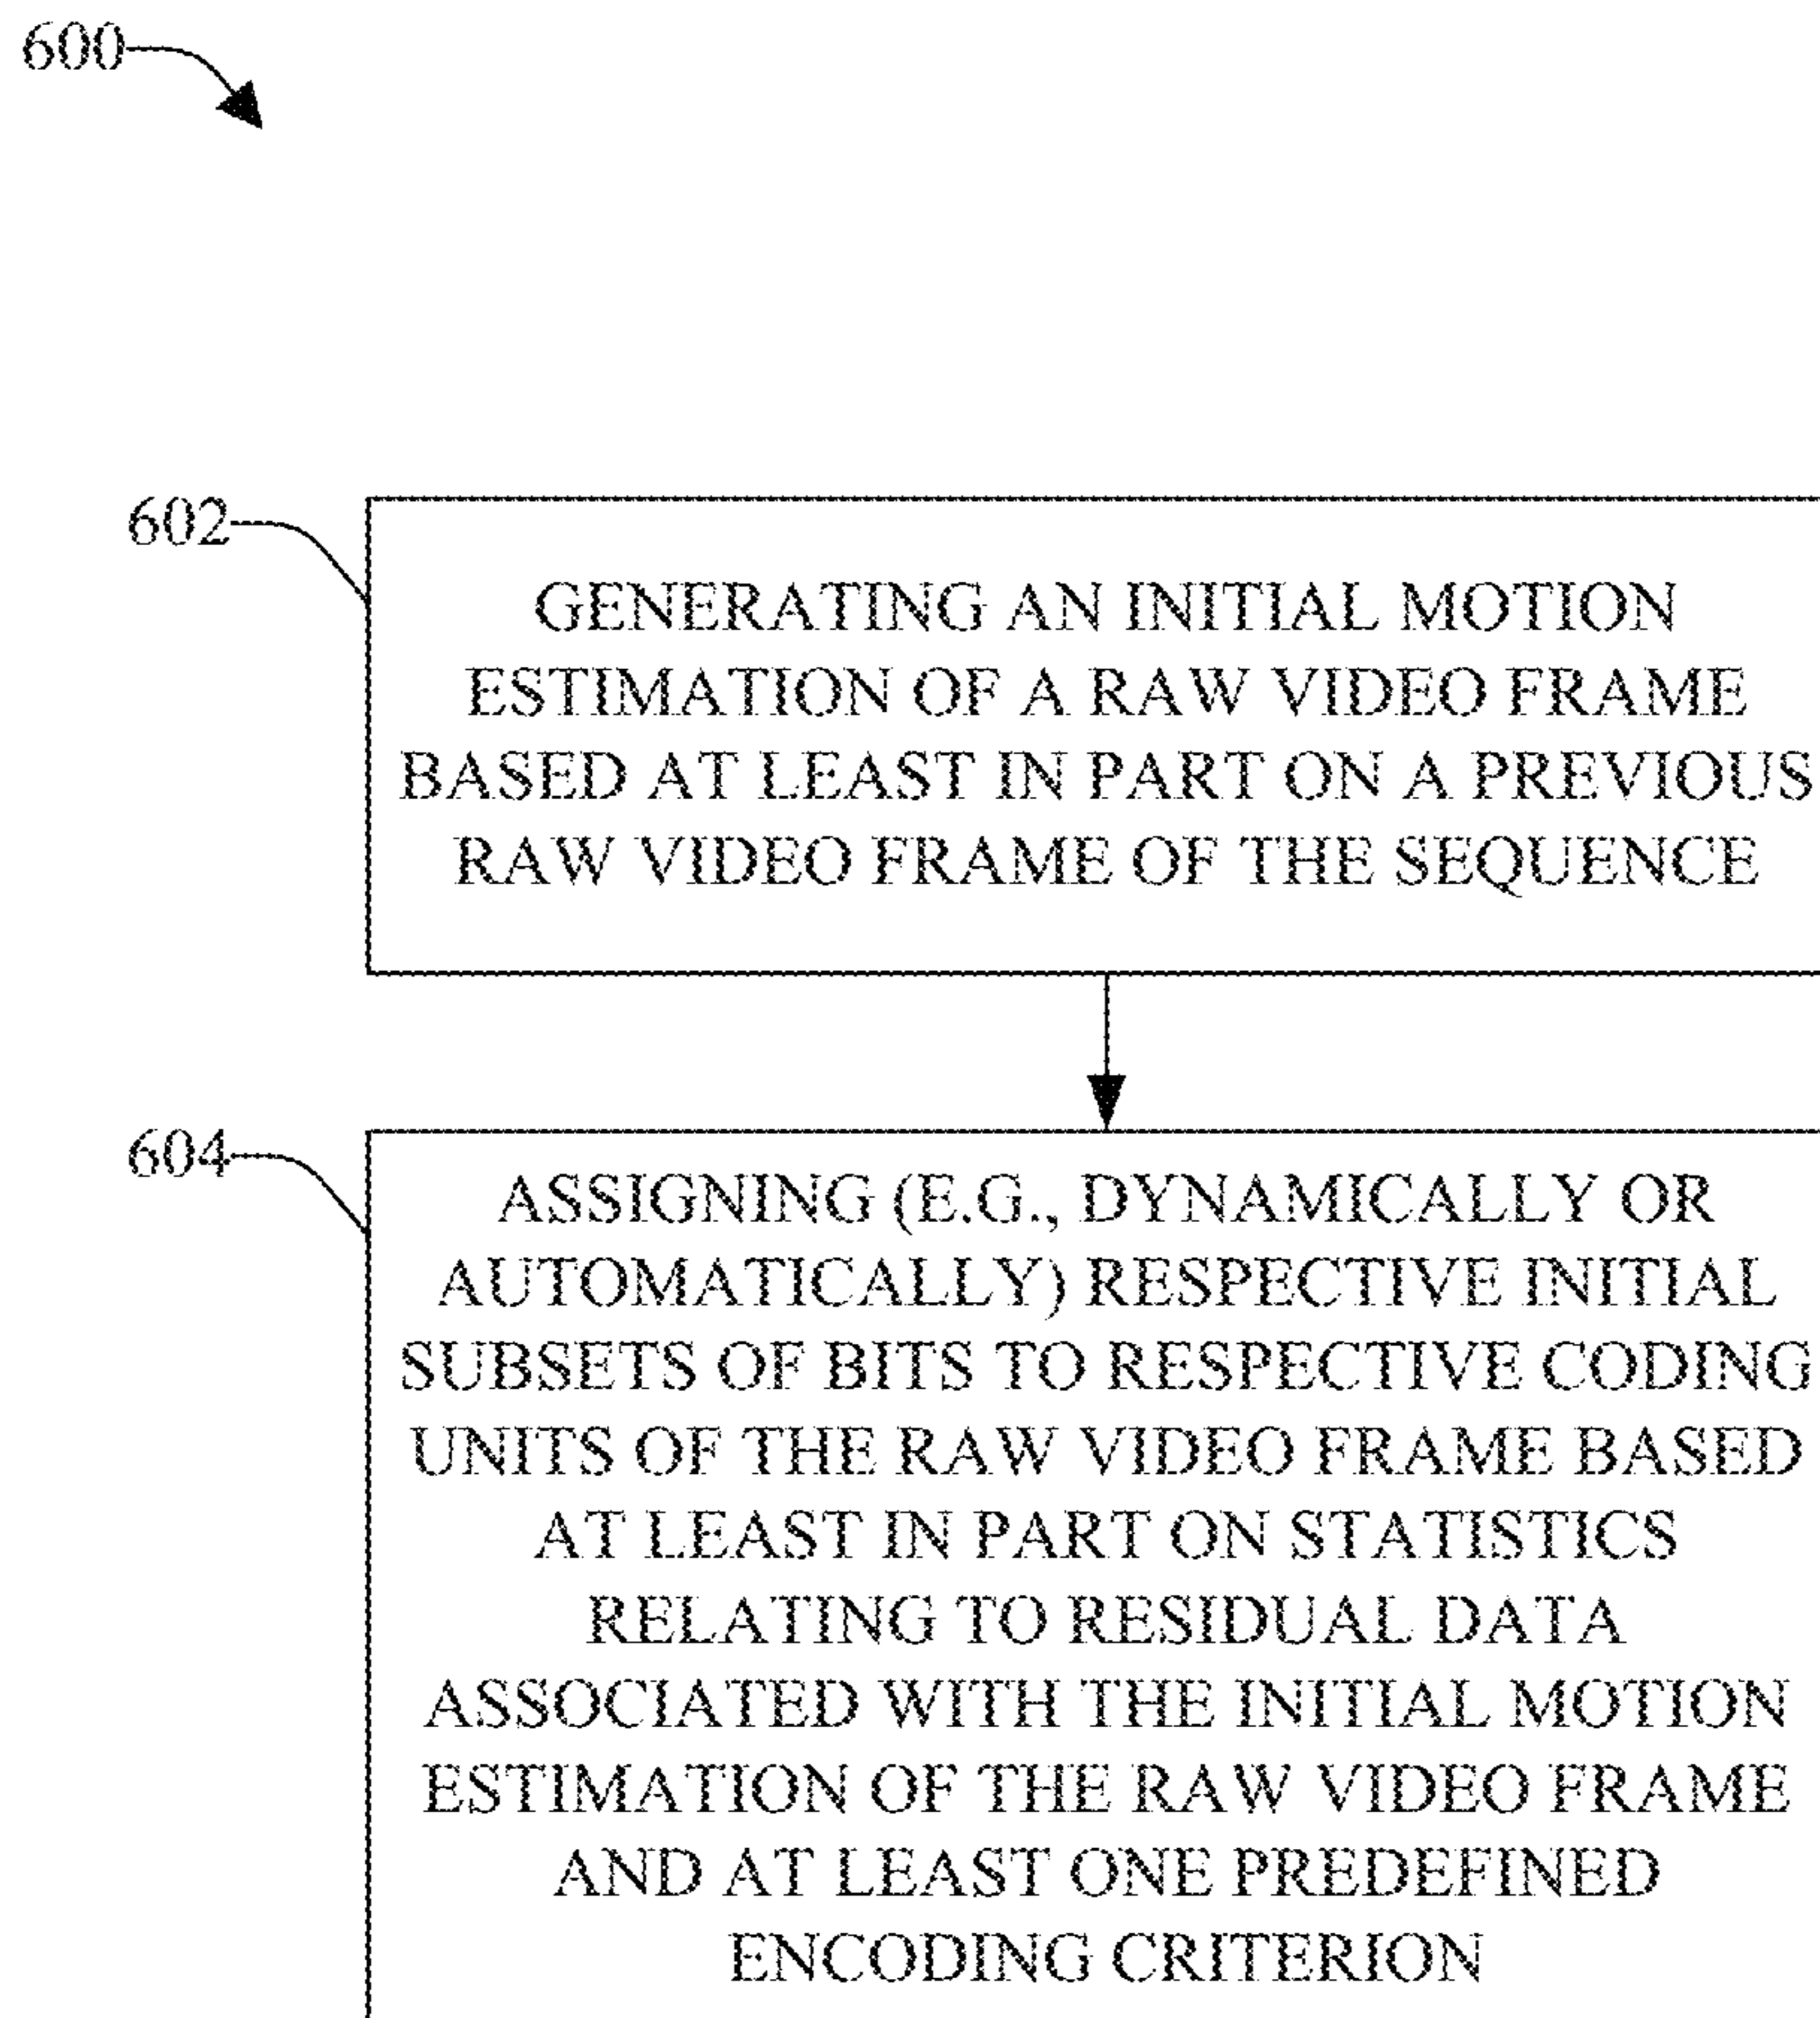 600
602
GENERATING AN INITIAL MOTION
ESTIMATION OF A RAW VIDEO FRAME
BASED AT LEAST IN PART ON A PREVIOUS
RAW VIDEO FRAME OF THE SEQUENCE
604
ASSIGNING (E.G., DYNAMICALLY OR
AUTOMATICALLY) RESPECTIVE INITIAL
SUBSETS OF BITS TO RESPECTIVE CODING
UNITS OF THE RAW VIDEO FRAME BASED
AT LEAST IN PART ON STATISTICS
RELATING TO RESIDUAL DATA
ASSOCIATED WITH THE INITIAL MOTION
ESTIMATION OF THE RAW VIDEO FRAME
AND AT LEAST ONE PREDEFINED
ENCODING CRITERION